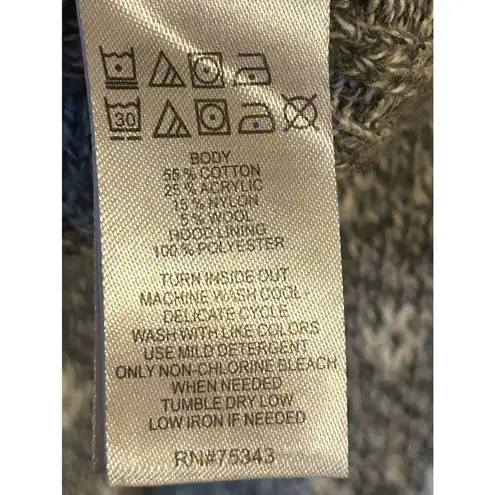 30
BODY
55 % COTTON
25 % ACRYLIC
15 % NYLON
5 % WOOL
HOOD LINING
100 % POLYESTER
TURN INSIDE OUT
MACHINE WASH COOL
DELICATE CYCLE
WASH WITH LIKE COLORS
USE MILD DETERGENT
ONLY NON-CHLORINE BLEACH
WHEN NEEDED
TUMBLE DRY LOW
LOW IRON IF NEEDED
RN#75343